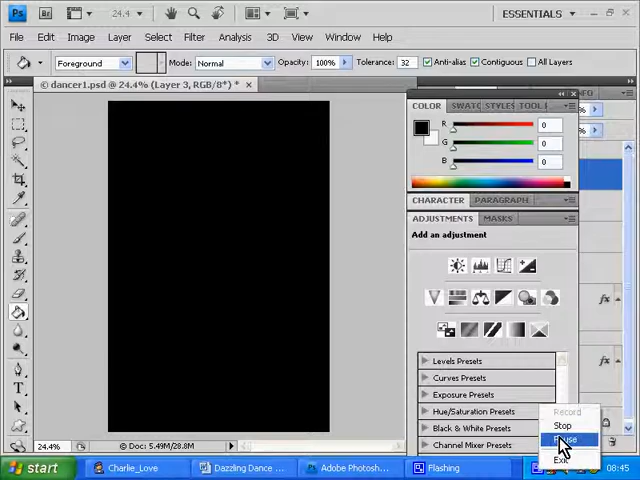 Ps Br 24.4 ESSENTIALS
File Edit Image Layer Select Filter Analysis 3D View Window Help
Foreground Mode: Normal Opacity: 100% Tolerance: 32 Anti-alias Contiguous All Layers
dancer1.psd @ 24.4% (Layer 3, RGB/8*) *
COLOR SWATC STYLES TOOL
R 0
G 0
B 0
CHARACTER PARAGRAPH
ADJUSTMENTS MASKS
Add an adjustment
Levels Presets
Curves Presets
Exposure Presets
Hue/Saturation Presets
Black & White Presets
Channel Mixer Presets
fx
fx
Record
Stop
Pause
Exit
24.4% Doc: 5.49M/28.8M
start Charlie_Love Dazzling Dance ... Adobe Photosh... Flashing 08:45